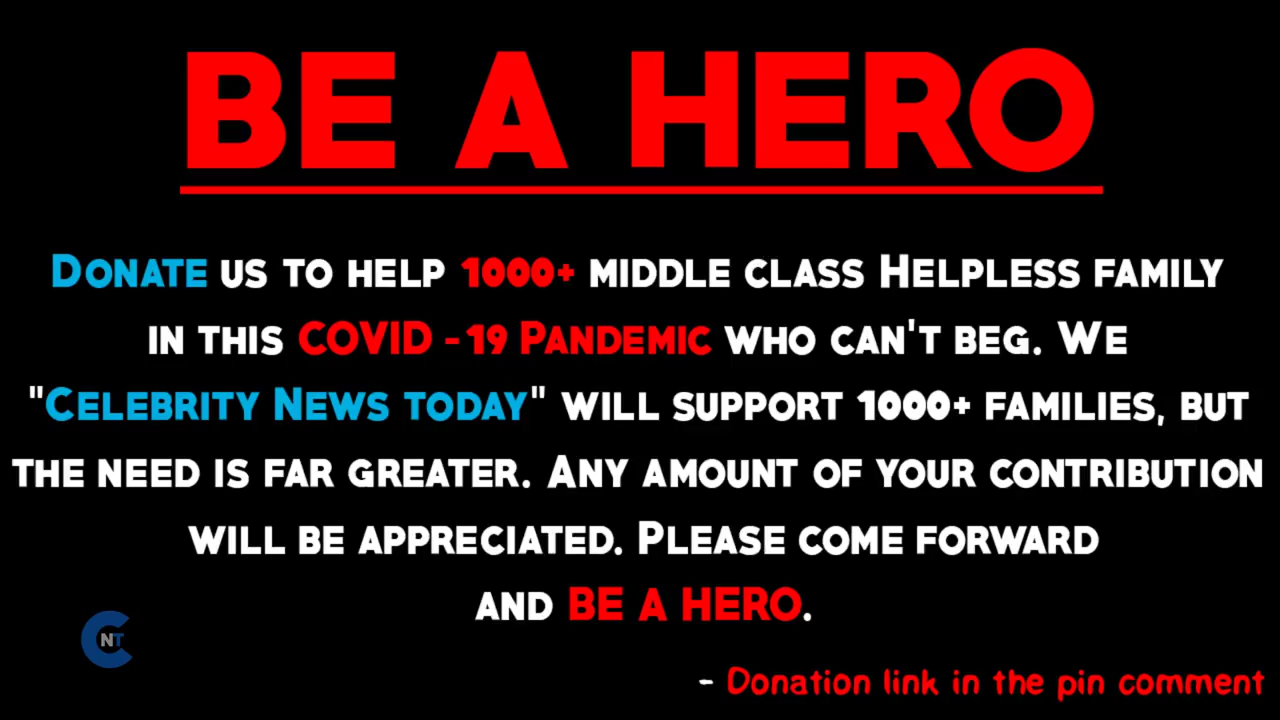 BE A HERO
DONATE US TO HELP 1000+ MIDDLE CLASS HELPLESS FAMILY
IN THIS COVID -19 PANDEMIC WHO CAN'T BEG. WE
"CELEBRITY NEWS TODAY" WILL SUPPORT 1000+ FAMILIES, BUT
THE NEED IS FAR GREATER. ANY AMOUNT OF YOUR CONTRIBUTION
WILL BE APPRECIATED. PLEASE COME FORWARD
AND BE A HERO.
CNT
- Donation link in the pin comment